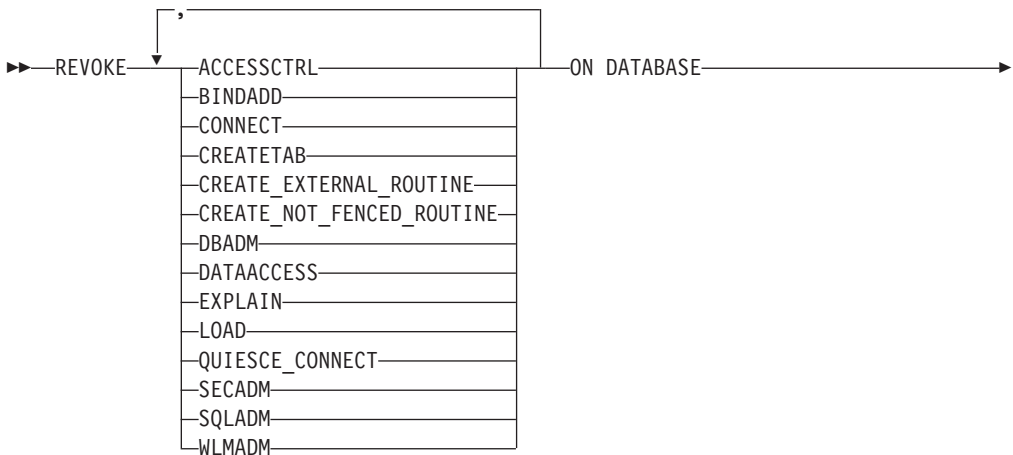 ,
REVOKE ACCESSCTRL ON DATABASE
BINDADD
CONNECT
CREATETAB
CREATE_EXTERNAL_ROUTINE
CREATE_NOT_FENCED_ROUTINE
DBADM
DATAACCESS
EXPLAIN
LOAD
QUIESCE_CONNECT
SECADM
SQLADM
WLMADM